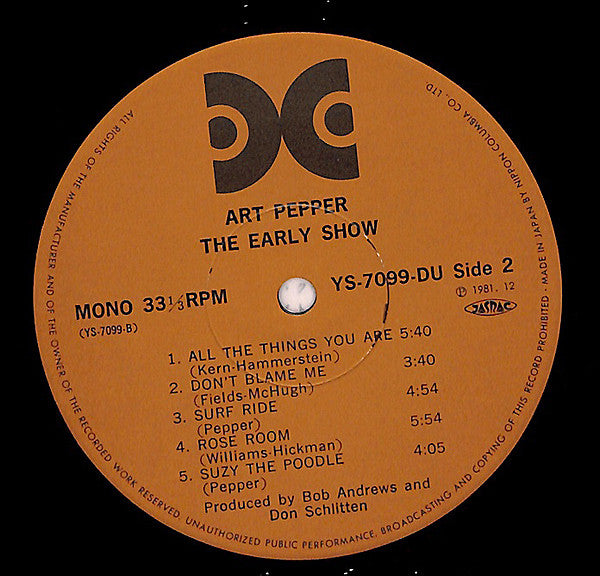 ART PEPPER
THE EARLY SHOW
MONO 33 1/3 RPM
(YS-7099-B)
YS-7099-DU Side 2
Ⓟ 1981. 12
JASRAC
1. ALL THE THINGS YOU ARE 5:40
(Kern-Hammerstein)
2. DON'T BLAME ME 3:40
(Fields-McHugh)
3. SURF RIDE 4:54
(Pepper)
4. ROSE ROOM 5:54
(Williams-Hickman)
5. SUZY THE POODLE 4:05
(Pepper)
Produced by Bob Andrews and
Don Schlitten
ALL RIGHTS OF THE MANUFACTURER AND OF THE OWNER OF THE RECORDED WORK RESERVED. UNAUTHORIZED PUBLIC PERFORMANCE, BROADCASTING AND COPYING OF THIS RECORD PROHIBITED · MADE IN JAPAN BY NIPPON COLUMBIA CO., LTD.